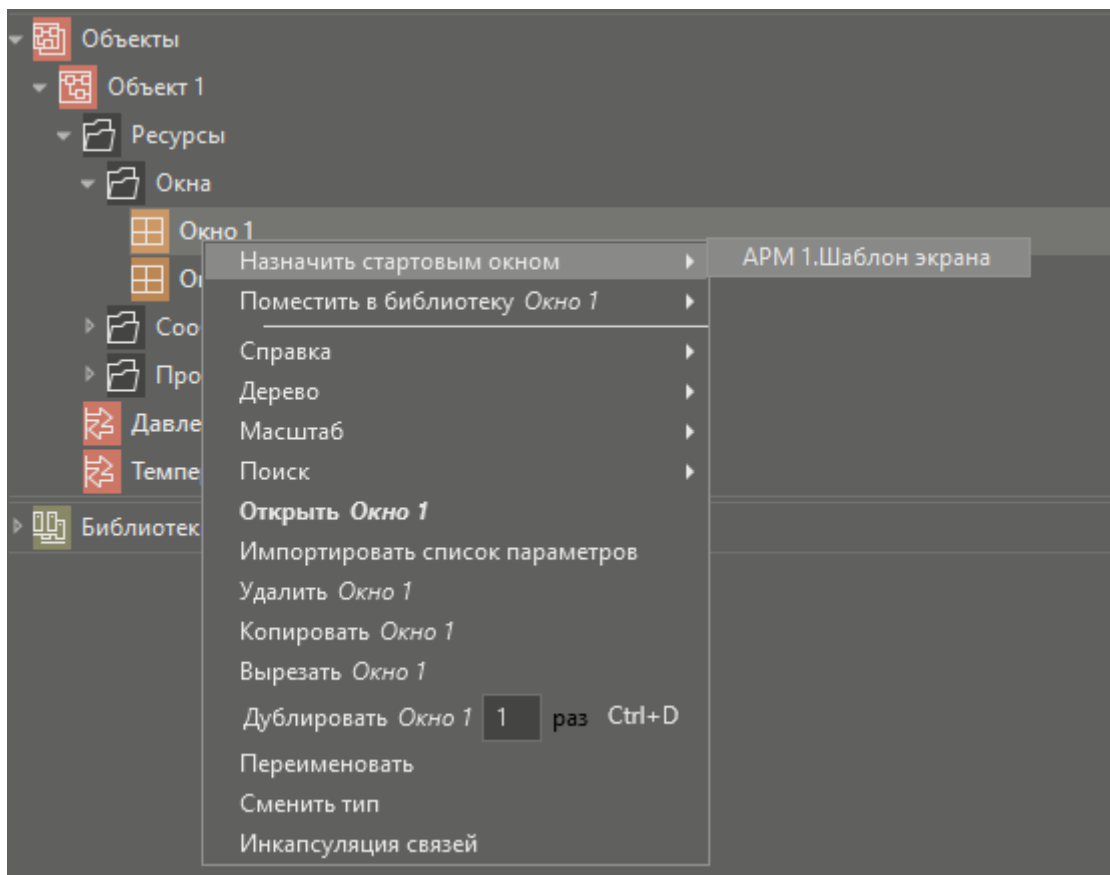 Объекты
Объект 1
Ресурсы
Окна
Окно 1
Назначить стартовым окном
АРМ 1.Шаблон экрана
Поместить в библиотеку Окно 1
Справка
Дерево
Масштаб
Поиск
Библиотек
Открыть Окно 1
Импортировать список параметров
Удалить Окно 1
Копировать Окно 1
Вырезать Окно 1
Дублировать Окно 1 1 раз Ctrl+D
Переименовать
Сменить тип
Инкапсуляция связей